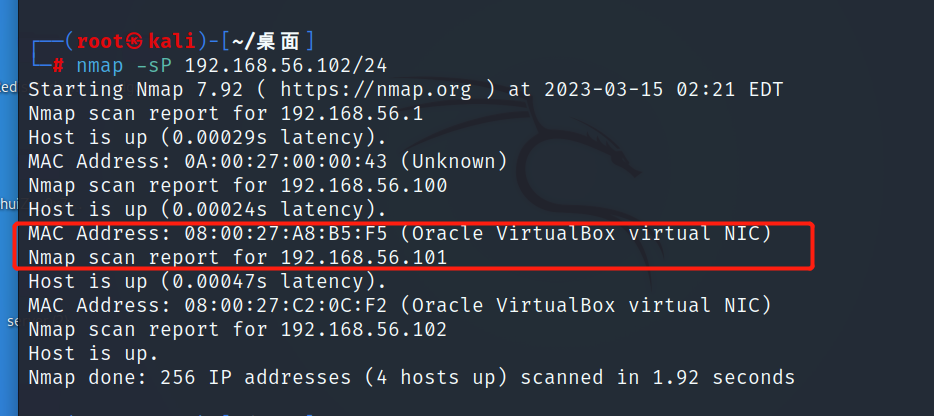 (root㉿kali)-[~/桌面]
# nmap -sP 192.168.56.102/24
Starting Nmap 7.92 ( https://nmap.org ) at 2023-03-15 02:21 EDT
Nmap scan report for 192.168.56.1
Host is up (0.00029s latency).
MAC Address: 0A:00:27:00:00:43 (Unknown)
Nmap scan report for 192.168.56.100
Host is up (0.00024s latency).
MAC Address: 08:00:27:A8:B5:F5 (Oracle VirtualBox virtual NIC)
Nmap scan report for 192.168.56.101
Host is up (0.00047s latency).
MAC Address: 08:00:27:C2:0C:F2 (Oracle VirtualBox virtual NIC)
Nmap scan report for 192.168.56.102
Host is up.
Nmap done: 256 IP addresses (4 hosts up) scanned in 1.92 seconds